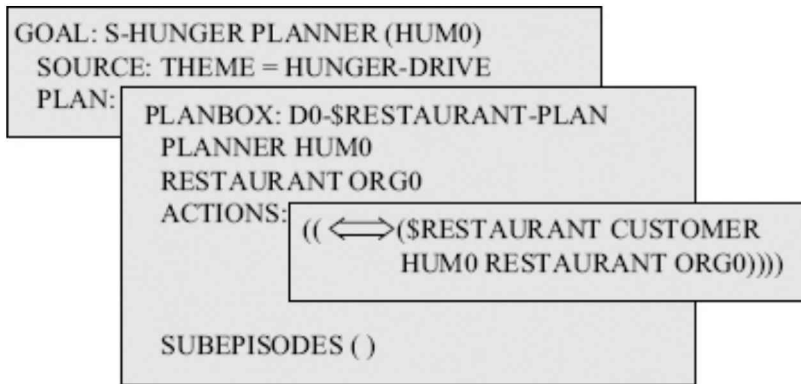 GOAL: S-HUNGER PLANNER (HUM0)
SOURCE: THEME = HUNGER-DRIVE
PLAN:
PLANBOX: D0-$RESTAURANT-PLAN
PLANNER HUM0
RESTAURANT ORG0
ACTIONS:
(( ⟺ ($RESTAURANT CUSTOMER
HUM0 RESTAURANT ORG0))))
SUBEPISODES ( )